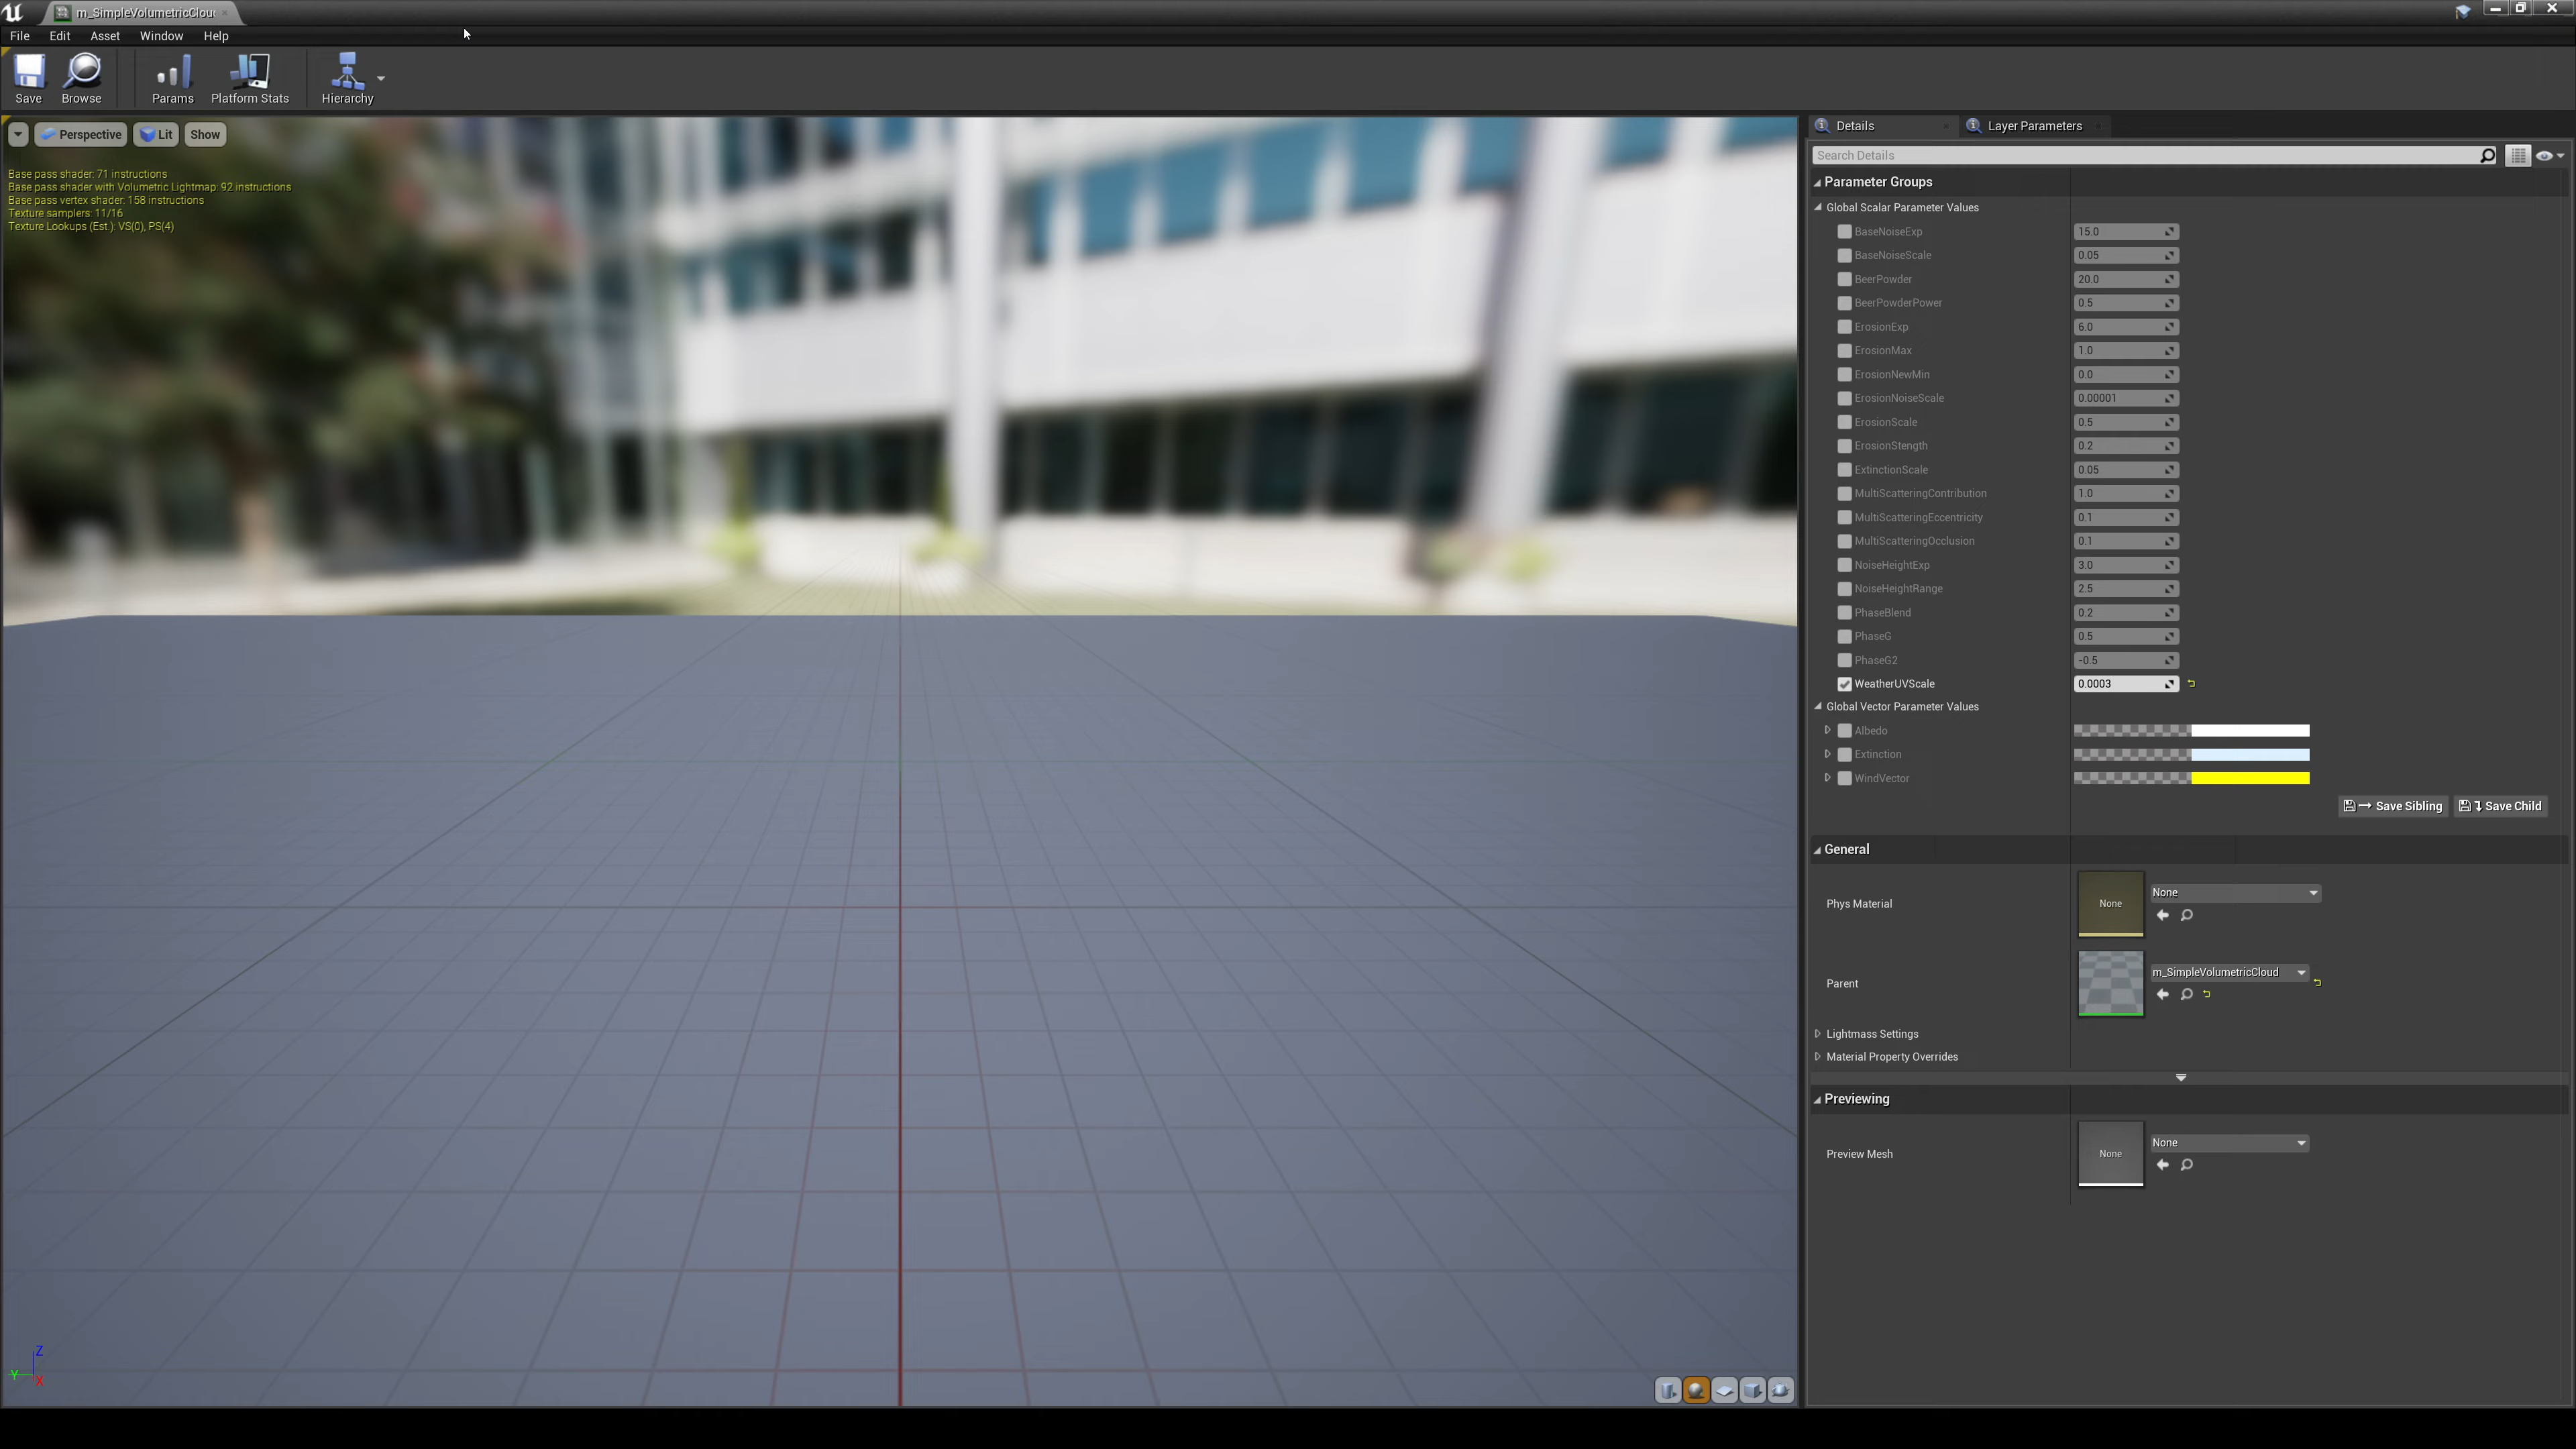 m_SimpleVolumetricClou
File Edit Asset Window Help
Save Browse Params Platform Stats Hierarchy
Perspective Lit Show
Base pass shader: 71 instructions
Base pass shader with Volumetric Lightmap: 92 instructions
Base pass vertex shader: 158 instructions
Texture samplers: 11/16
Texture Lookups (Est.): VS(0), PS(4)
Z
Y
X
Details Layer Parameters
Search Details
Parameter Groups
Global Scalar Parameter Values
BaseNoiseExp 15.0
BaseNoiseScale 0.05
BeerPowder 20.0
BeerPowderPower 0.5
ErosionExp 6.0
ErosionMax 1.0
ErosionNewMin 0.0
ErosionNoiseScale 0.00001
ErosionScale 0.5
ErosionStength 0.2
ExtinctionScale 0.05
MultiScatteringContribution 1.0
MultiScatteringEccentricity 0.1
MultiScatteringOcclusion 0.1
NoiseHeightExp 3.0
NoiseHeightRange 2.5
PhaseBlend 0.2
PhaseG 0.5
PhaseG2 -0.5
WeatherUVScale 0.0003
Global Vector Parameter Values
Albedo
Extinction
WindVector
Save Sibling Save Child
General
Phys Material None None
Parent m_SimpleVolumetricCloud
Lightmass Settings
Material Property Overrides
Previewing
Preview Mesh None None